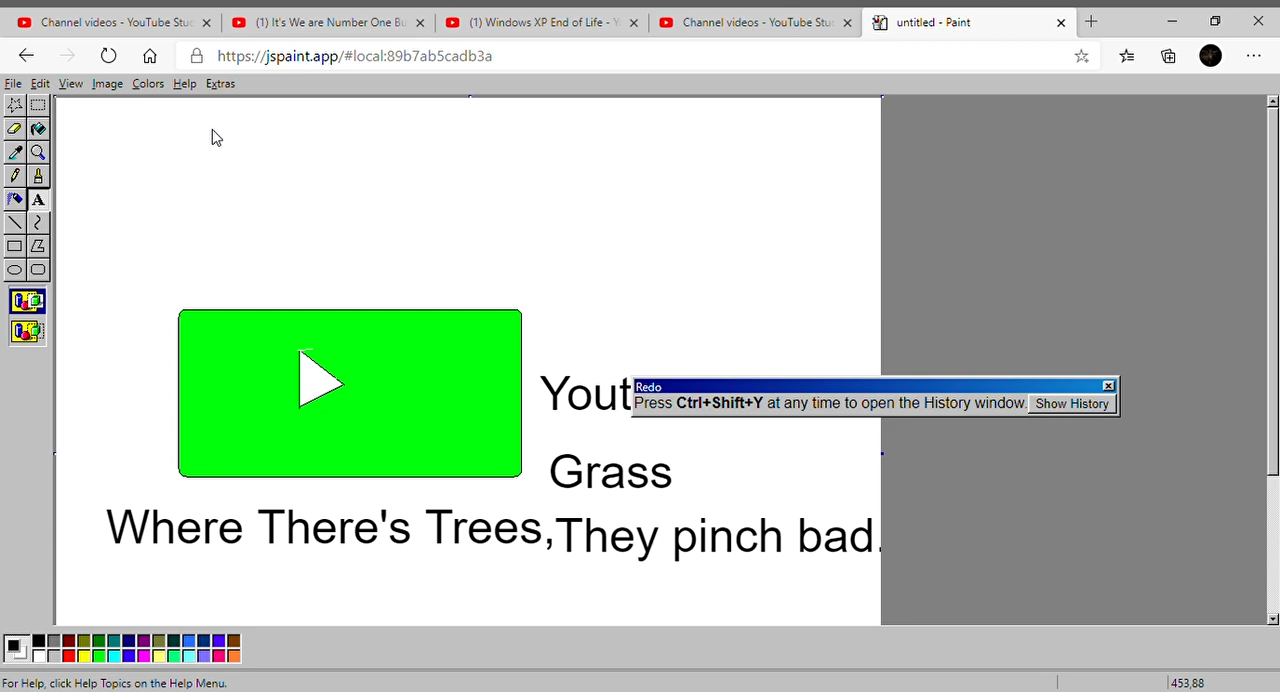 Channel videos - YouTube Stu
(1) It's We are Number One Bu
(1) Windows XP End of Life - Y
Channel videos - YouTube Stu
untitled - Paint
https://jspaint.app/#local:89b7ab5cadb3a
File Edit View Image Colors Help Extras
A
Redo
Press Ctrl+Shift+Y at any time to open the History window. Show History
Yout
Grass
Where There's Trees,
They pinch bad.
For Help, click Help Topics on the Help Menu.
453,88